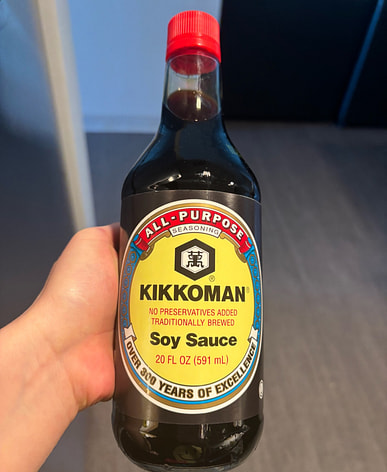 ALL-PURPOSE
SEASONING
萬
®
KIKKOMAN®
NO PRESERVATIVES ADDED
TRADITIONALLY BREWED
Soy Sauce
20 FL OZ (591 mL)
OVER 300 YEARS OF EXCELLENCE